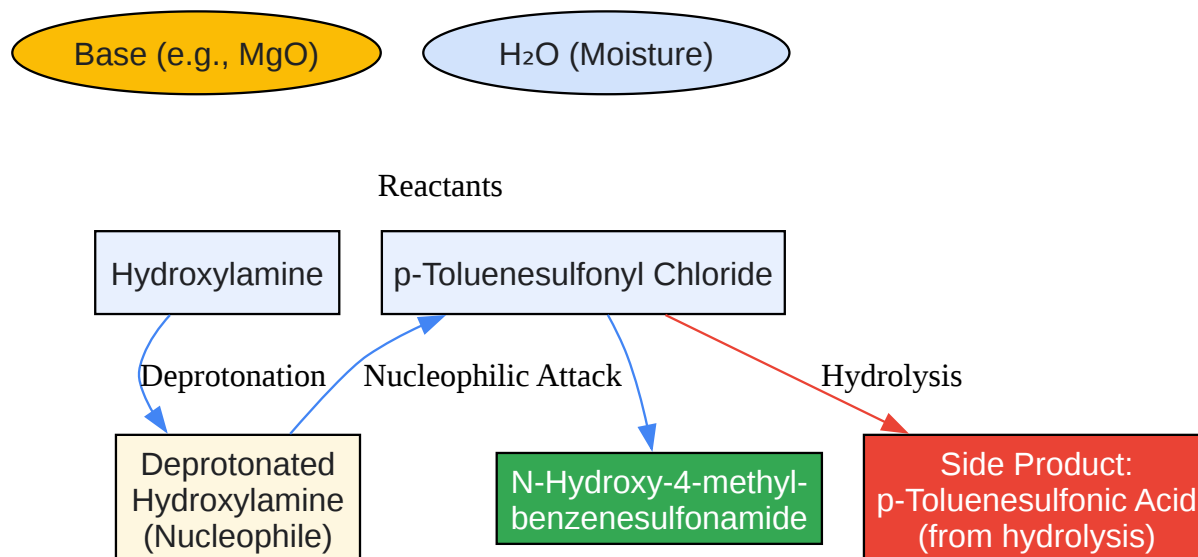 Base (e.g., MgO)
H₂O (Moisture)
Reactants
Hydroxylamine
p-Toluenesulfonyl Chloride
Deprotonation
Nucleophilic Attack
Hydrolysis
Deprotonated
Hydroxylamine
(Nucleophile)
N-Hydroxy-4-methyl-
benzenesulfonamide
Side Product:
p-Toluenesulfonic Acid
(from hydrolysis)